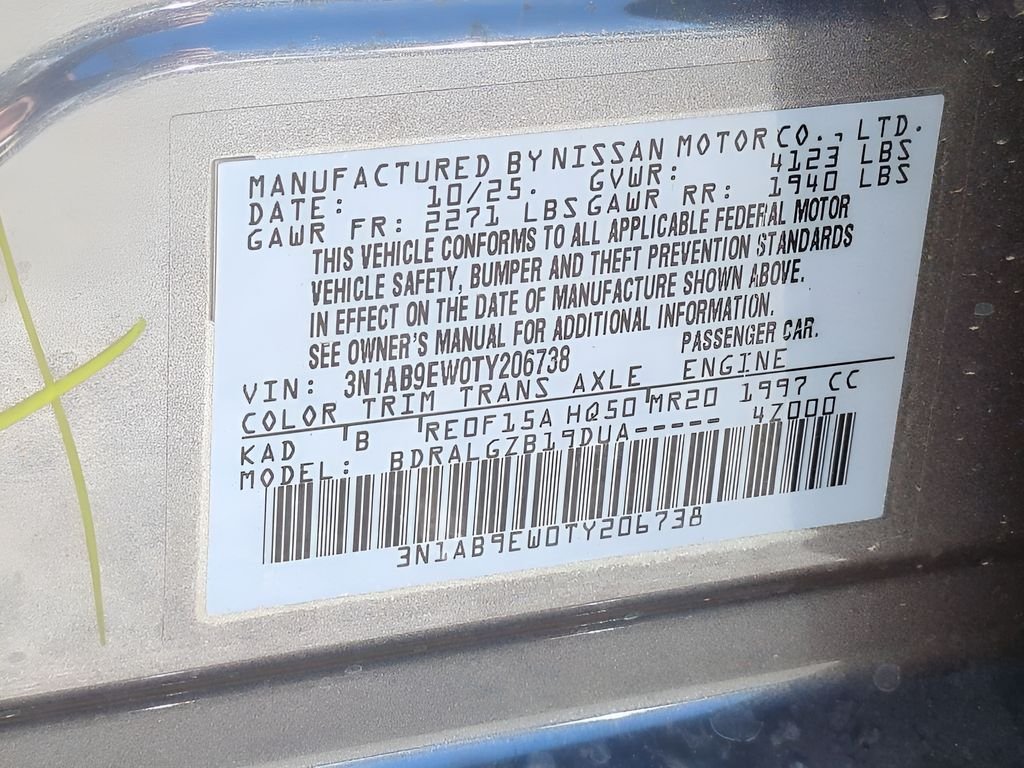 MANUFACTURED BY NISSAN MOTOR CO., LTD.
DATE: 10/25. GVWR: 4123 LBS
GAWR FR: 2271 LBS GAWR RR: 1940 LBS
THIS VEHICLE CONFORMS TO ALL APPLICABLE FEDERAL MOTOR
VEHICLE SAFETY, BUMPER AND THEFT PREVENTION STANDARDS
IN EFFECT ON THE DATE OF MANUFACTURE SHOWN ABOVE.
SEE OWNER'S MANUAL FOR ADDITIONAL INFORMATION.
VIN: 3N1AB9EW0TY206738 PASSENGER CAR.
COLOR TRIM TRANS AXLE ENGINE
KAD 'B 'RE0F15A HQ50 'MR20 1997 CC
MODEL: BDRALGZB19DUA----- 4Z000
3N1AB9EW0TY206738